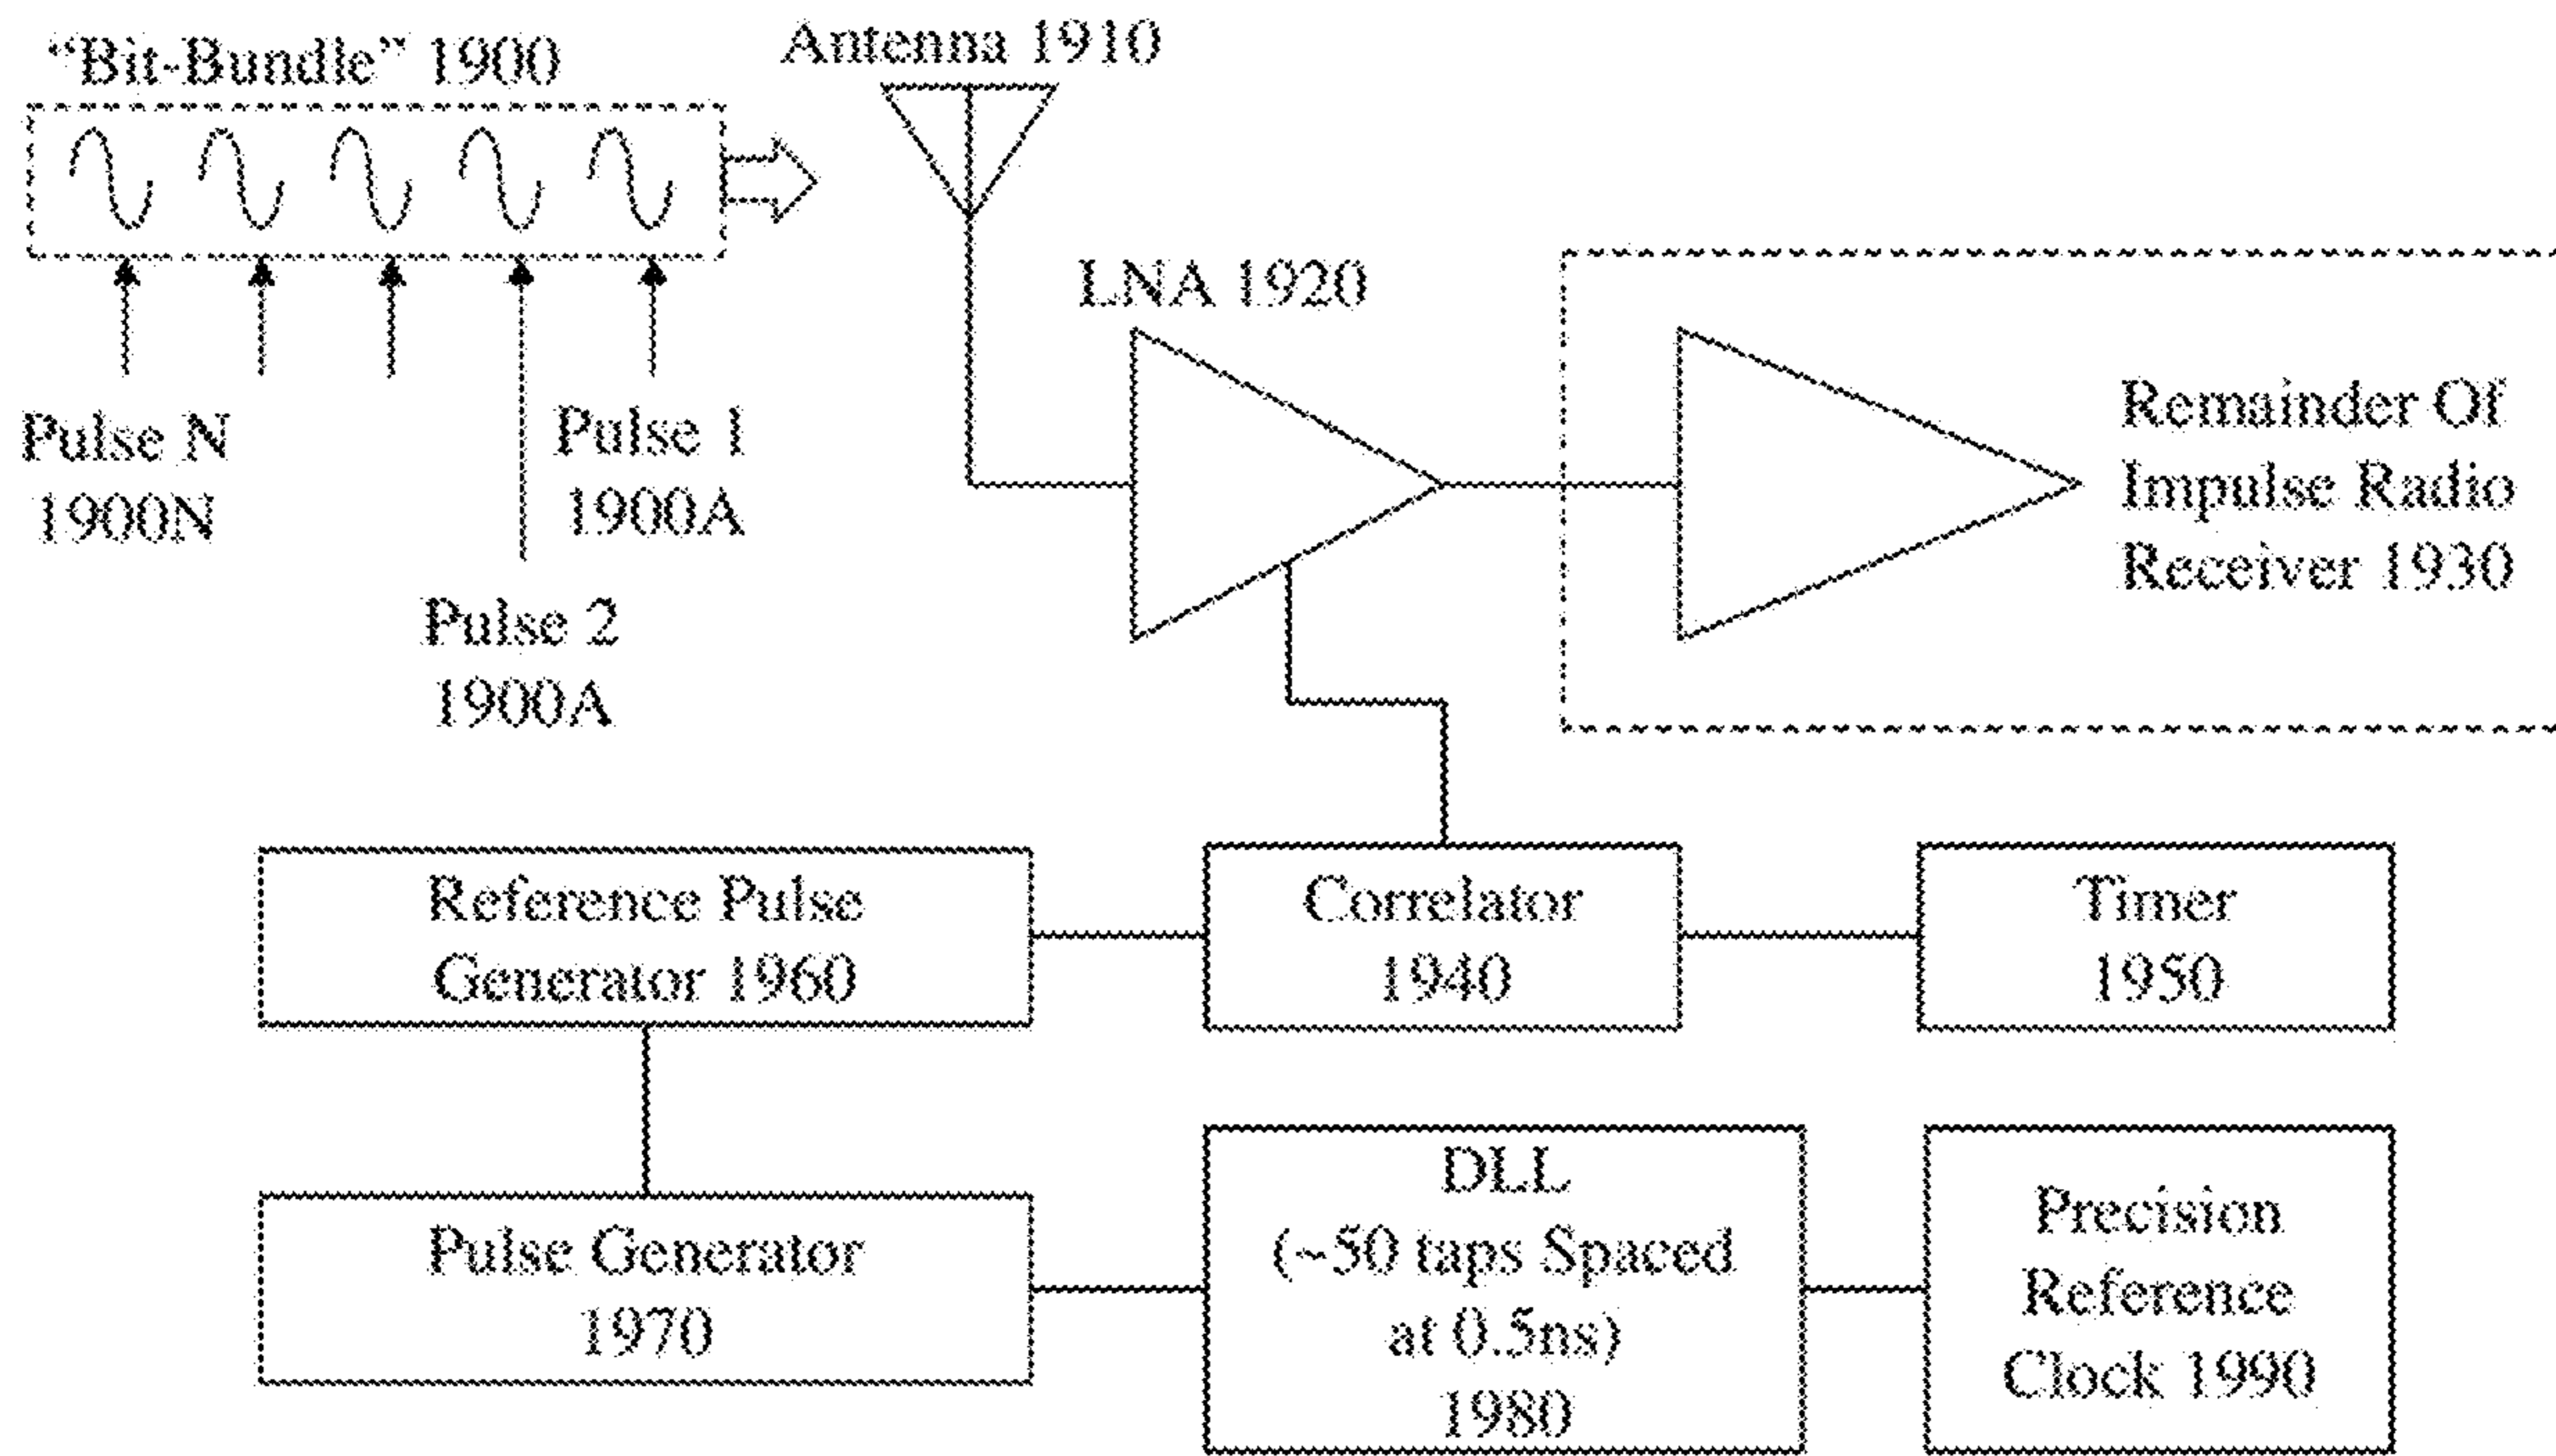 “Bit-Bundle” 1900
Antenna 1910
LNA 1920
Pulse N
1900N
Pulse 1
1900A
Pulse 2
1900A
Remainder Of
Impulse Radio
Receiver 1930
Reference Pulse
Generator 1960
Correlator
1940
Timer
1950
Pulse Generator
1970
DLL
(~50 taps Spaced
at 0.5ns)
1980
Precision
Reference
Clock 1990